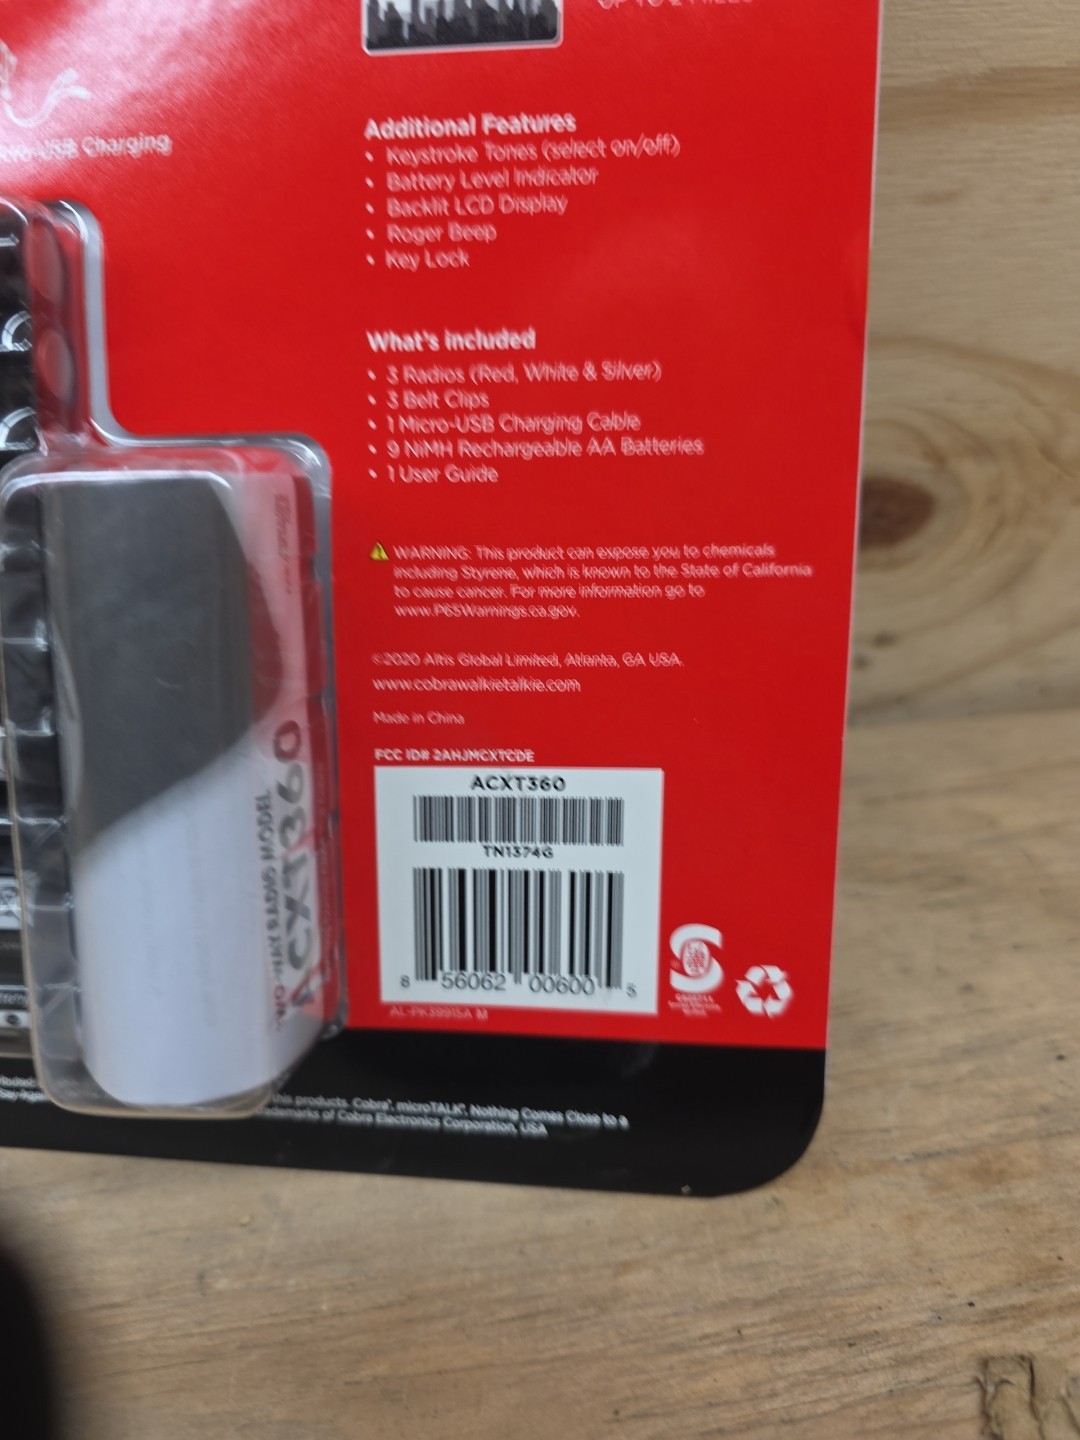 USB Charging
Additional Features
• Keystroke Tones (select on/off)
• Battery Level Indicator
• Backlit LCD Display
• Roger Beep
• Key Lock
What's included
• 3 Radios (Red, White & Silver)
• 3 Belt Clips
• 1 Micro-USB Charging Cable
• 9 NiMH Rechargeable AA Batteries
• 1 User Guide
WARNING: This product can expose you to chemicals
including Styrene, which is known to the State of California
to cause cancer. For more information go to
www.P65Warnings.ca.gov.
©2020 Altis Global Limited, Atlanta, GA USA.
www.cobrawalkietalkie.com
Made in China
FCC ID# 2AHJMCXTCDE
ACXT360
TN1374G
8 56062 00600 5
AL-PK39915A M
RADIO MODEL
ACXT360
this products. Cobra®, microTALK®, Nothing Comes Close to a
of Cobra Electronics Corporation, USA